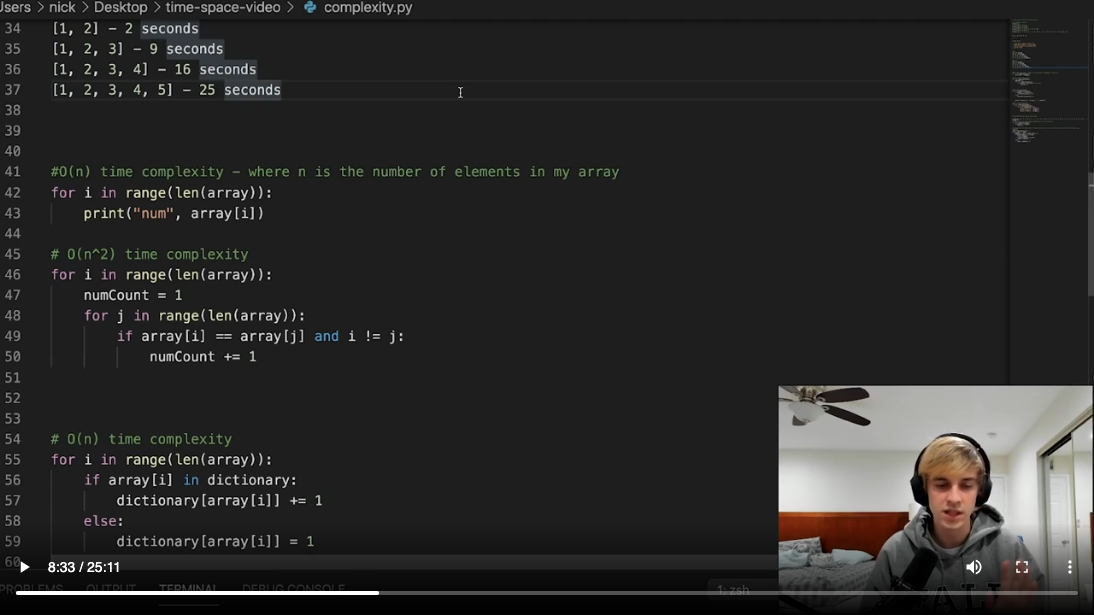 Users > nick > Desktop > time-space-video > complexity.py
34 [1, 2] - 2 seconds
35 [1, 2, 3] - 9 seconds
36 [1, 2, 3, 4] - 16 seconds
37 [1, 2, 3, 4, 5] - 25 seconds
38
39
40
41 #O(n) time complexity - where n is the number of elements in my array
42 for i in range(len(array)):
43 print("num", array[i])
44
45 # O(n^2) time complexity
46 for i in range(len(array)):
47 numCount = 1
48 for j in range(len(array)):
49 if array[i] == array[j] and i != j:
50 numCount += 1
51
52
53
54 # O(n) time complexity
55 for i in range(len(array)):
56 if array[i] in dictionary:
57 dictionary[array[i]] += 1
58 else:
59 dictionary[array[i]] = 1
60
8:33 / 25:11
PROBLEMS OUTPUT TERMINAL DEBUG CONSOLE 1: zsh